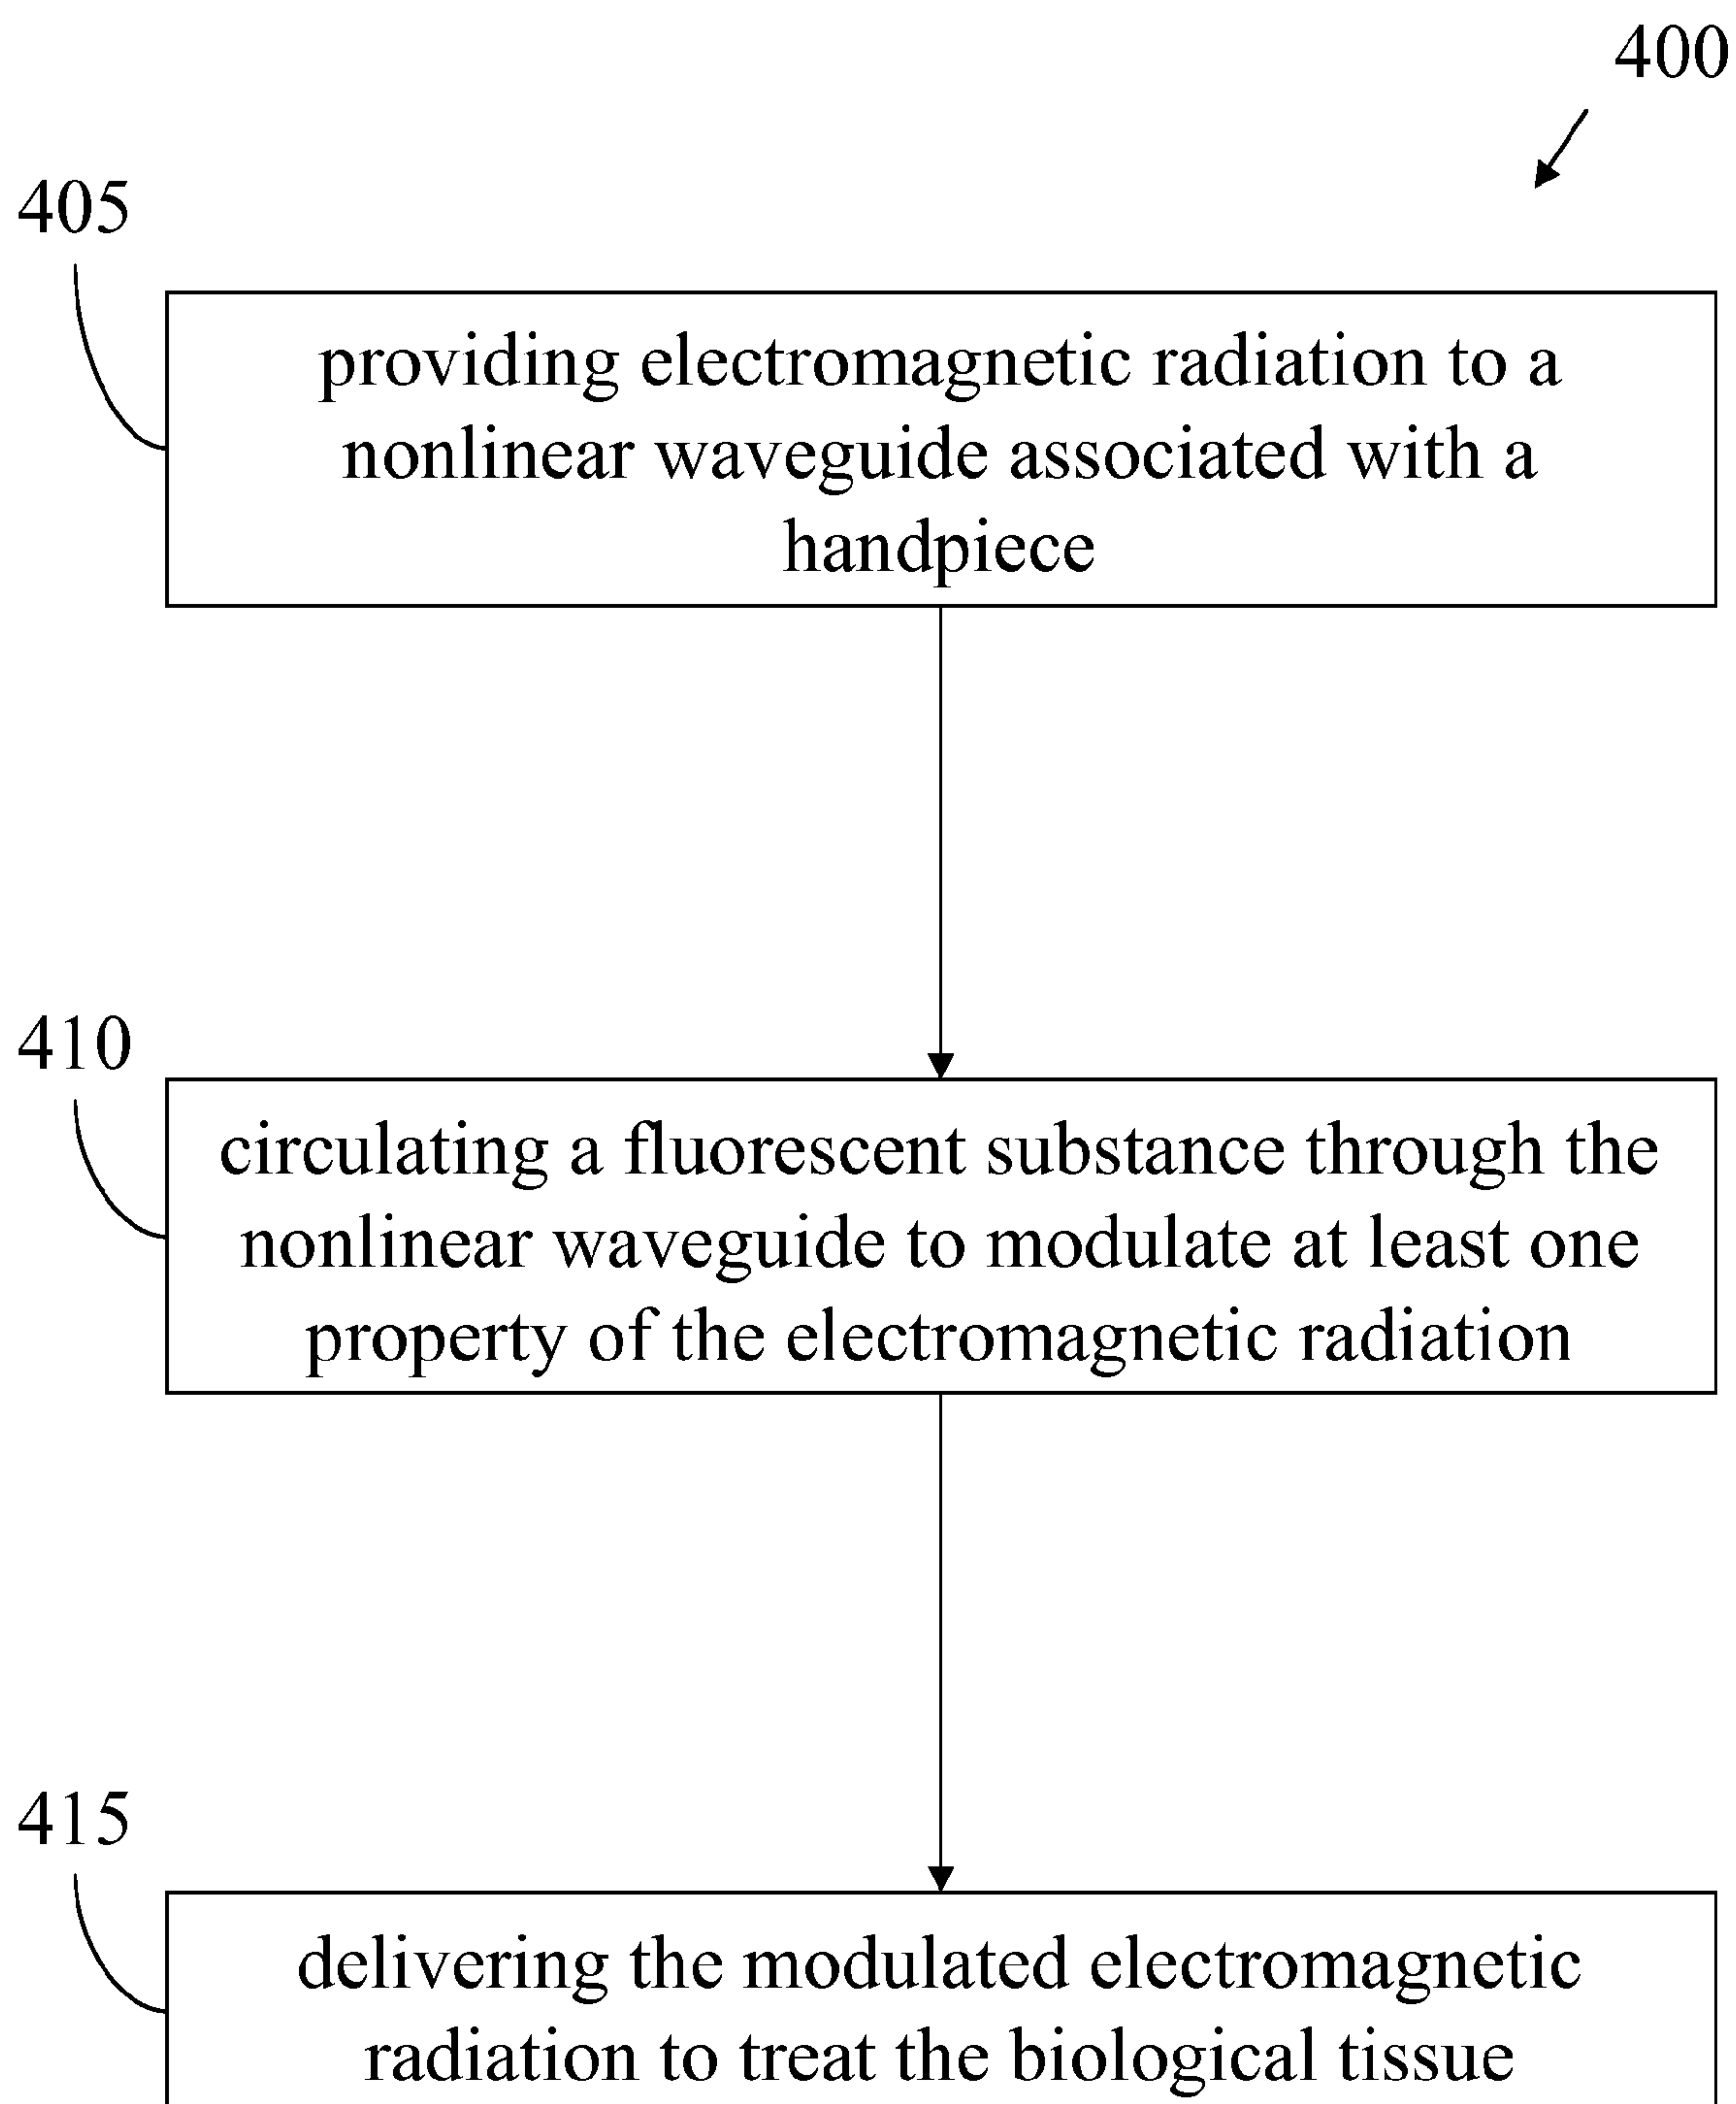 400
405
providing electromagnetic radiation to a
nonlinear waveguide associated with a
handpiece
410
circulating a fluorescent substance through the
nonlinear waveguide to modulate at least one
property of the electromagnetic radiation
415
delivering the modulated electromagnetic
radiation to treat the biological tissue